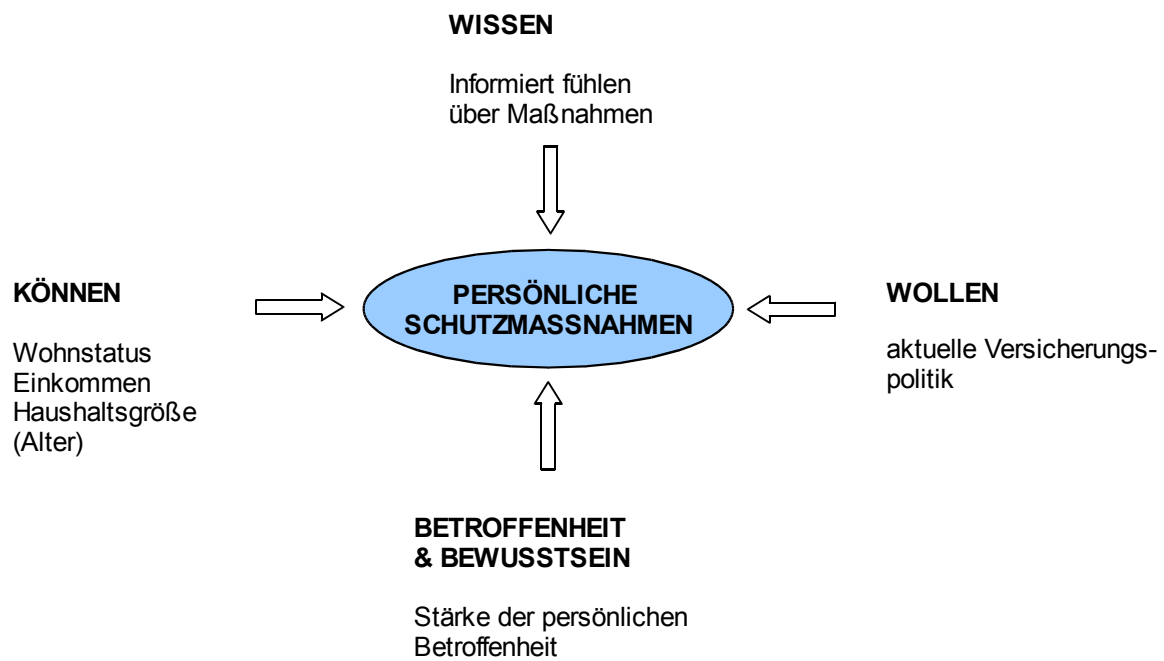 WISSEN
Informiert fühlen
über Maßnahmen
KÖNNEN
Wohnstatus
Einkommen
Haushaltsgröße
(Alter)
PERSÖNLICHE
SCHUTZMASSNAHMEN
WOLLEN
aktuelle Versicherungs-
politik
BETROFFENHEIT
& BEWUSSTSEIN
Stärke der persönlichen
Betroffenheit